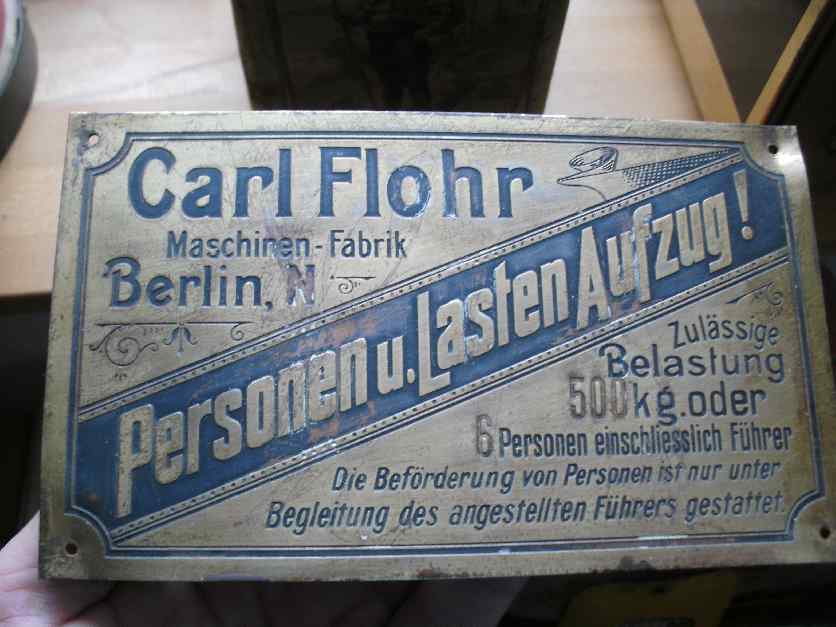 Carl Flohr
Maschinen-Fabrik
Berlin, N
Personen u. Lasten Aufzug!
Zulässige
Belastung
500 kg. oder
6 Personen einschliesslich Führer
Die Beförderung von Personen ist nur unter
Begleitung des angestellten Führers gestattet.